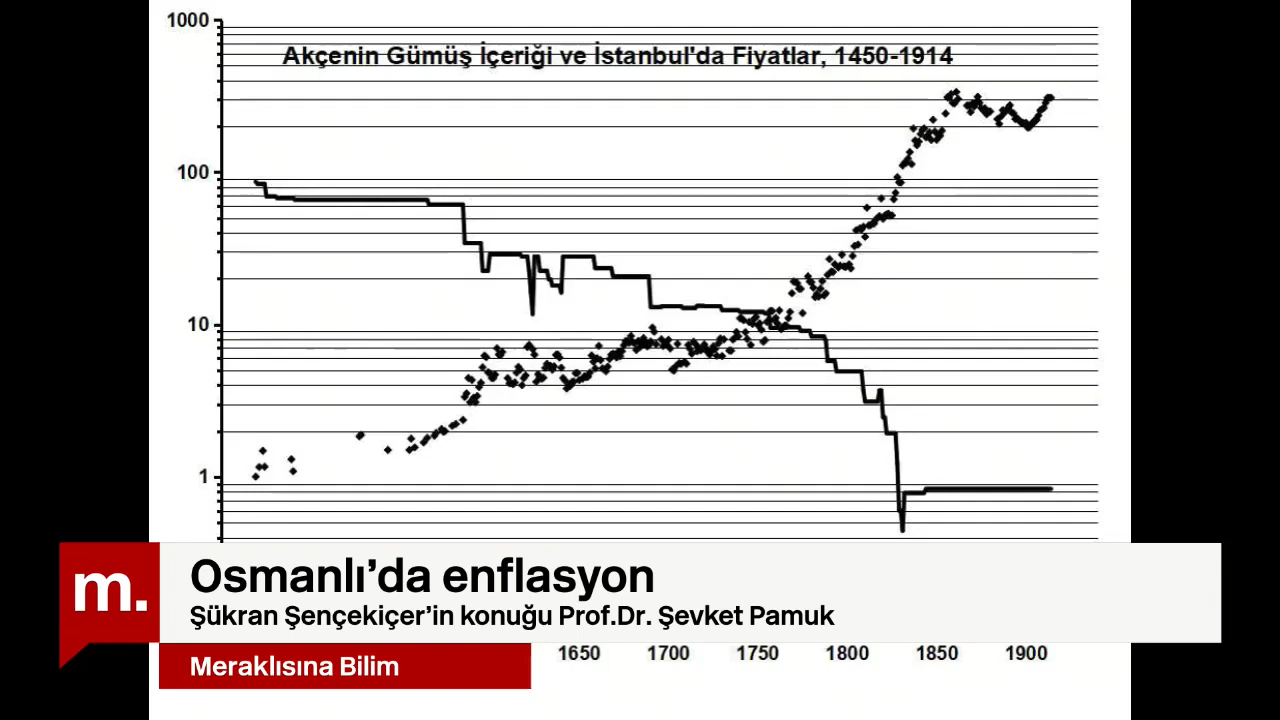 1000
Akçenin Gümüş İçeriği ve İstanbul'da Fiyatlar, 1450-1914
100
10
1
m.
Osmanlı’da enflasyon
Şükran Şençekiçer’in konuğu Prof.Dr. Şevket Pamuk
Meraklısına Bilim
1650 1700 1750 1800 1850 1900